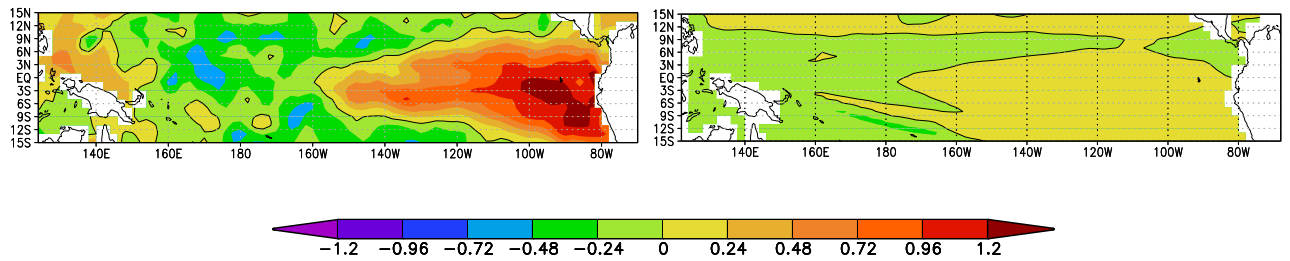 15N
12N
9N
6N
3N
EQ
3S
6S
9S
12S
15S
140E 160E 180 160W 140W 120W 100W 80W
15N
12N
9N
6N
3N
EQ
3S
6S
9S
12S
15S
140E 160E 180 160W 140W 120W 100W 80W
−1.2 −0.96 −0.72 −0.48 −0.24 0 0.24 0.48 0.72 0.96 1.2